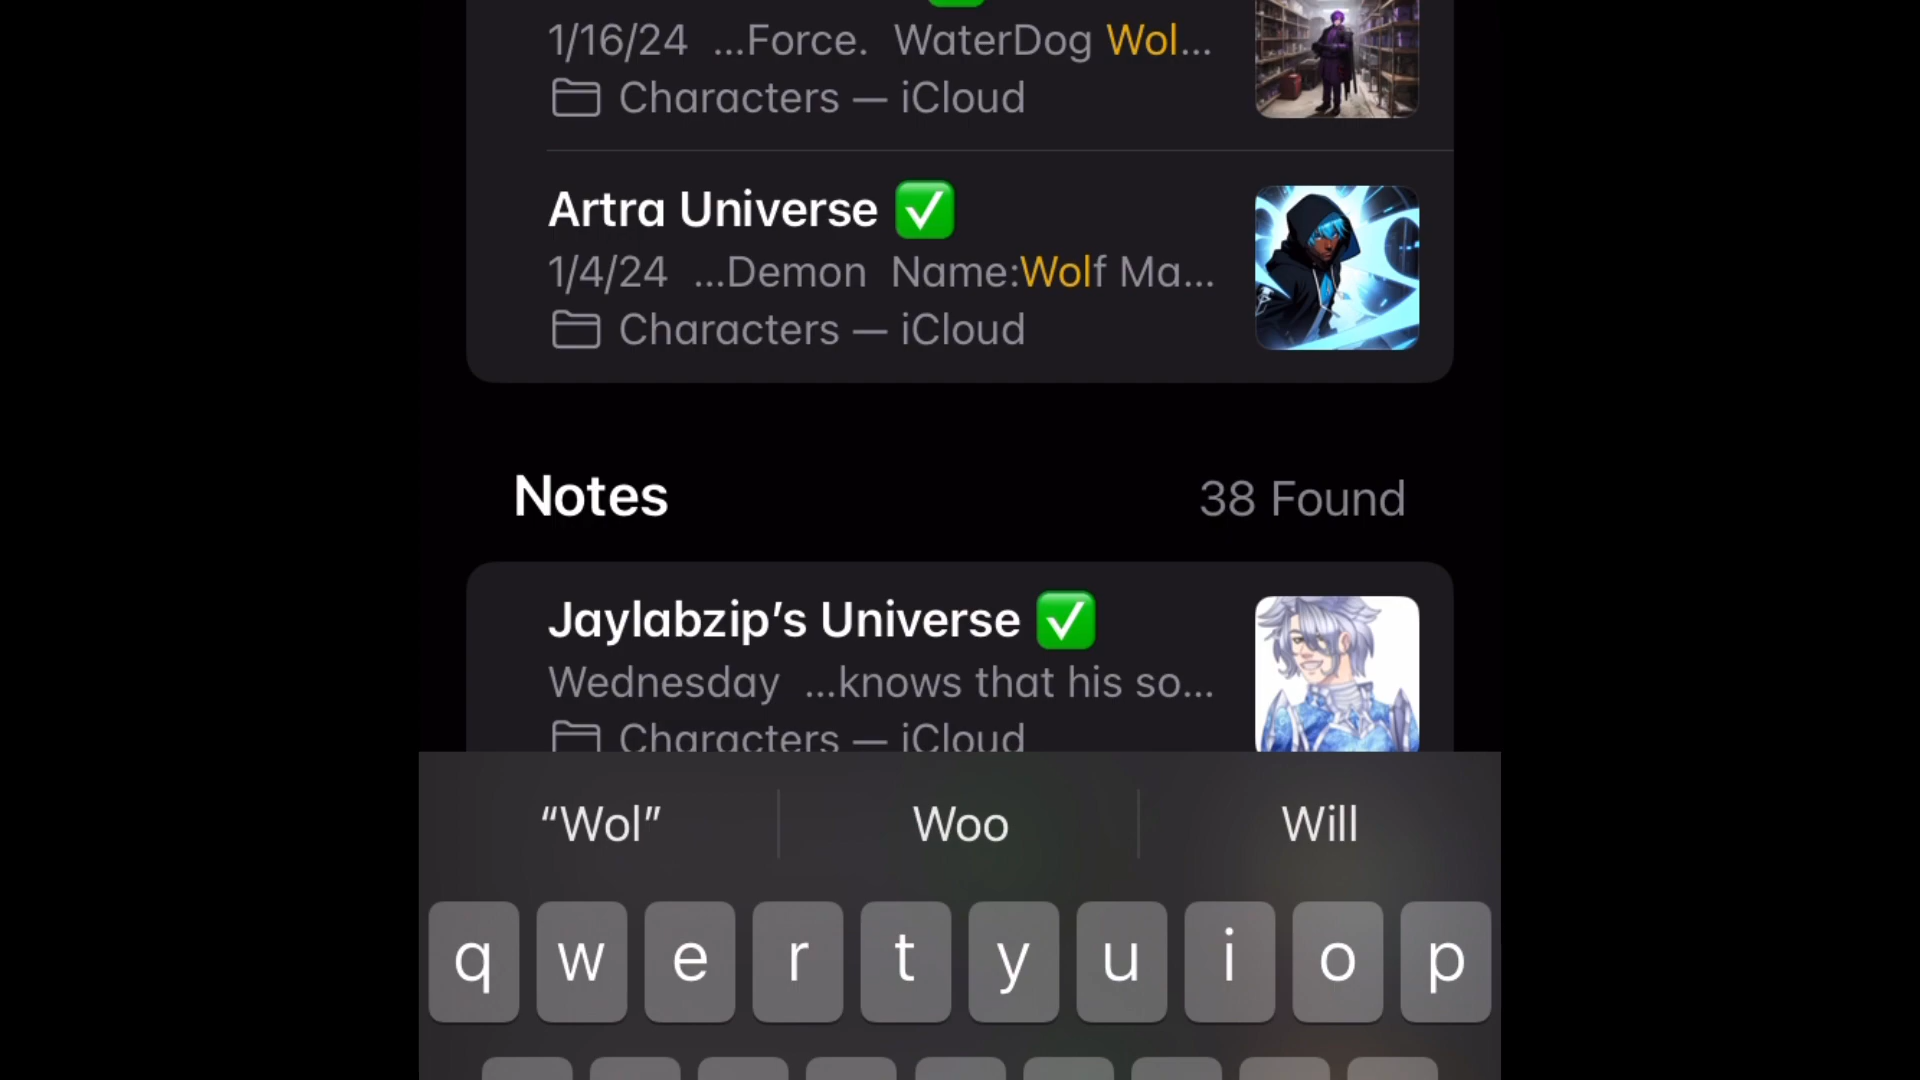 1/16/24 ...Force. WaterDog Wol...
Characters — iCloud
Artra Universe ✅
1/4/24 ...Demon Name:Wolf Ma...
Characters — iCloud
Notes 38 Found
Jaylabzip’s Universe ✅
Wednesday ...knows that his so...
Characters — iCloud
“Wol” Woo Will
q w e r t y u i o p